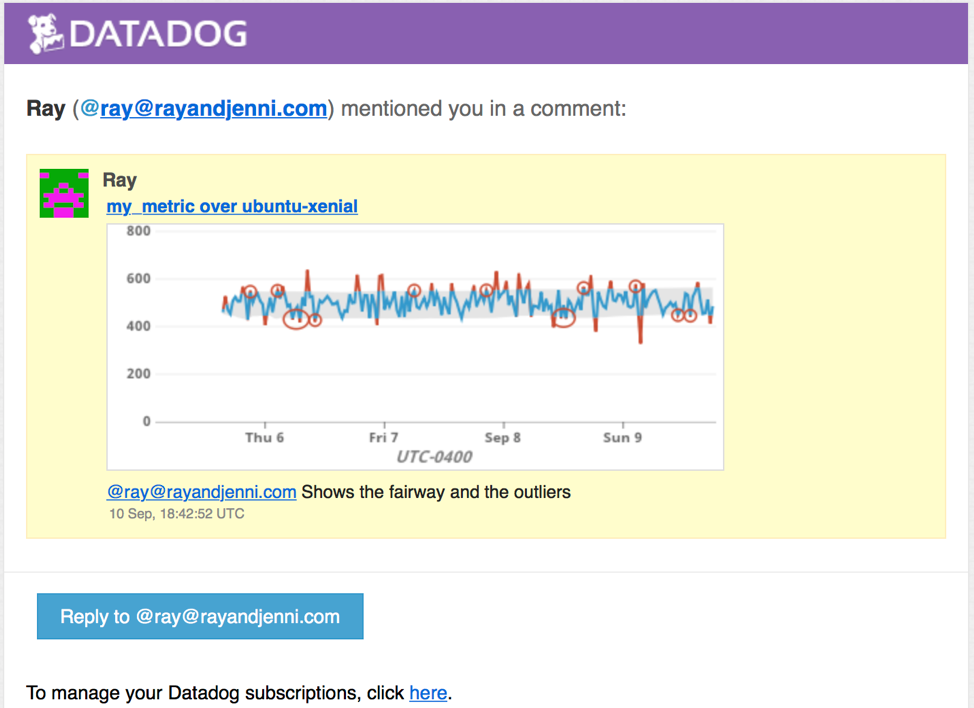 DATADOG
Ray (@ray@rayandjenni.com) mentioned you in a comment:
Ray
my_metric over ubuntu-xenial
800
600
400
200
0
Thu 6 Fri 7 Sep 8 Sun 9
UTC-0400
@ray@rayandjenni.com Shows the fairway and the outliers
10 Sep, 18:42:52 UTC
Reply to @ray@rayandjenni.com
To manage your Datadog subscriptions, click here.